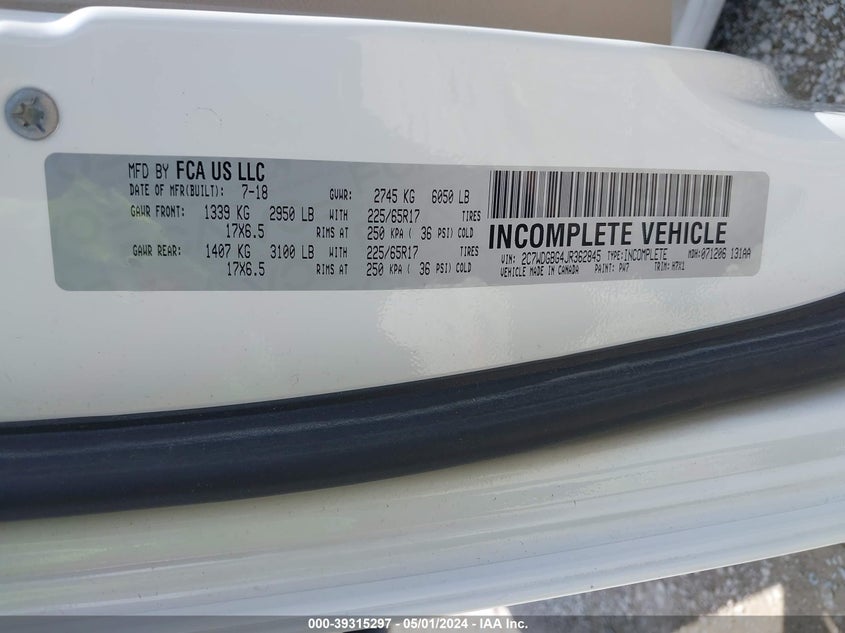 MFD BY FCA US LLC
DATE OF MFR(BUILT): 7-18 GVWR: 2745 KG 6050 LB
GAWR FRONT: 1339 KG 2950 LB WITH 225/65R17 TIRES
17X6.5 RIMS AT 250 KPA ( 36 PSI) COLD
GAWR REAR: 1407 KG 3100 LB WITH 225/65R17 TIRES
17X6.5 RIMS AT 250 KPA ( 36 PSI) COLD
INCOMPLETE VEHICLE
VIN: 2C7WDGBG4JR362845 TYPE: INCOMPLETE MDH: 071206 131AA
VEHICLE MADE IN CANADA PAINT: PW7 TRIM: H7X1
000-39315297 - 05/01/2024 - IAA Inc.